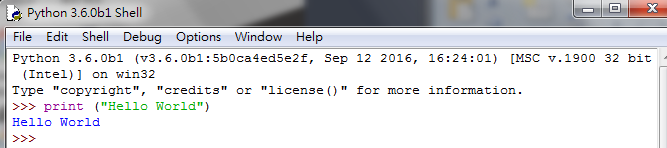 Python 3.6.0b1 Shell
File Edit Shell Debug Options Window Help
Python 3.6.0b1 (v3.6.0b1:5b0ca4ed5e2f, Sep 12 2016, 16:24:01) [MSC v.1900 32 bit
(Intel)] on win32
Type "copyright", "credits" or "license()" for more information.
>>> print ("Hello World")
Hello World
>>>